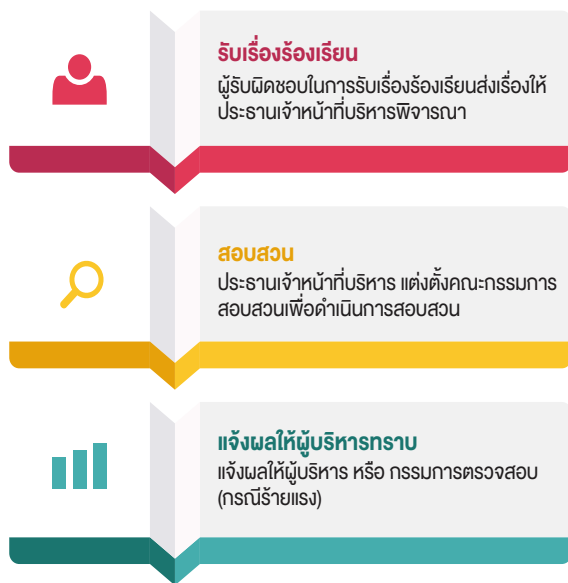 รับเรื่องร้องเรียน
ผู้รับผิดชอบในการรับเรื่องร้องเรียนส่งเรื่องให้
ประธานเจ้าหน้าที่บริหารพิจารณา
สอบสวน
ประธานเจ้าหน้าที่บริหาร แต่งตั้งคณะกรรมการ
สอบสวนเพื่อดำเนินการสอบสวน
แจ้งผลให้ผู้บริหารทราบ
แจ้งผลให้ผู้บริหาร หรือ กรรมการตรวจสอบ
(กรณีร้ายแรง)